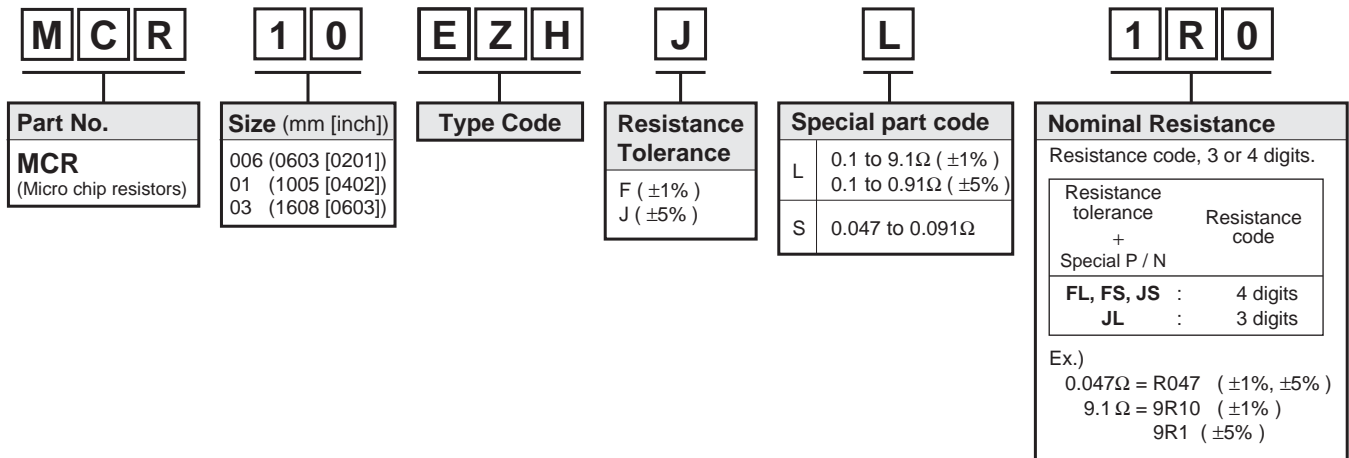 MCR 10 EZH J L 1R0
Part No.
MCR
(Micro chip resistors)
Size (mm [inch])
006 (0603 [0201])
01 (1005 [0402])
03 (1608 [0603])
Type Code
Resistance
Tolerance
F ( ±1% )
J ( ±5% )
Special part code
L
0.1 to 9.1Ω ( ±1% )
0.1 to 0.91Ω ( ±5% )
S 0.047 to 0.091Ω
Nominal Resistance
Resistance code, 3 or 4 digits.
Resistance
tolerance
+
Special P / N
Resistance
code
FL, FS, JS : 4 digits
JL : 3 digits
Ex.)
0.047Ω = R047 ( ±1%, ±5% )
9.1 Ω = 9R10 ( ±1% )
9R1 ( ±5% )